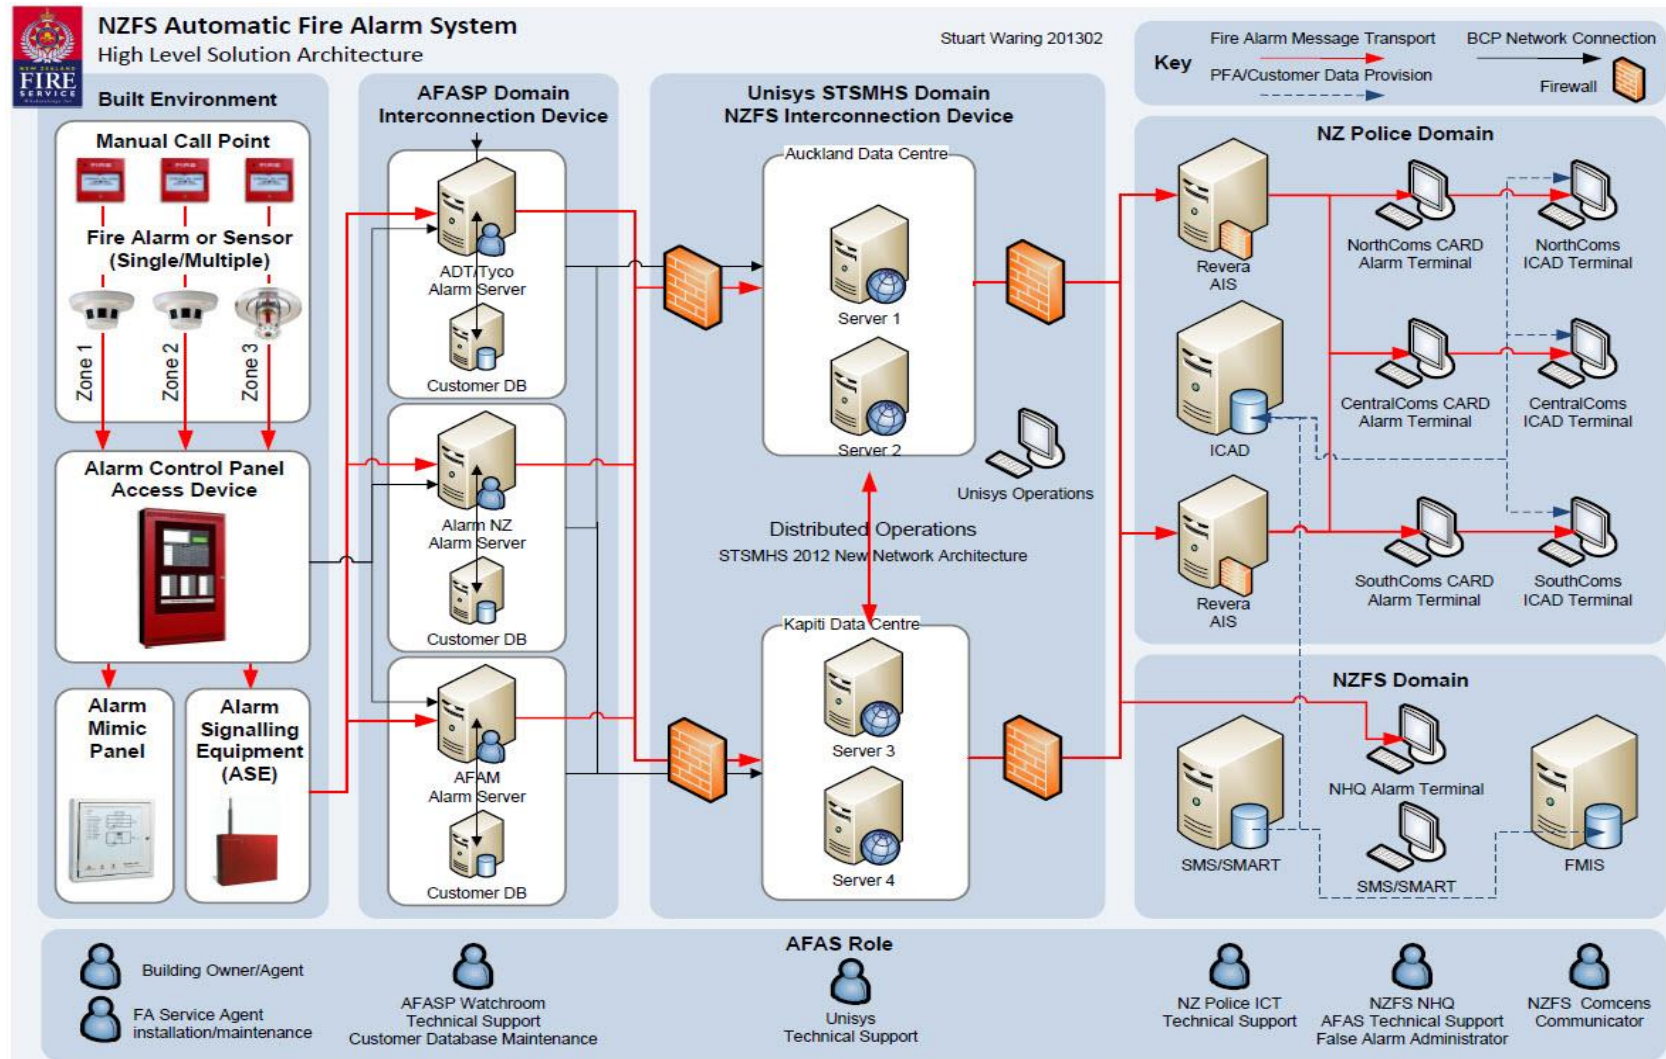 NZFS Automatic Fire Alarm System
High Level Solution Architecture
Stuart Waring 201302
NEW ZEALAND
FIRE
SERVICE
Key
Fire Alarm Message Transport
BCP Network Connection
PFA/Customer Data Provision
Firewall
Built Environment
Manual Call Point
FIRE
FIRE
FIRE
Fire Alarm or Sensor
(Single/Multiple)
Zone 1
Zone 2
Zone 3
Alarm Control Panel
Access Device
Alarm
Mimic
Panel
Alarm
Signalling
Equipment
(ASE)
AFASP Domain
Interconnection Device
ADT/Tyco
Alarm Server
Customer DB
Alarm NZ
Alarm Server
Customer DB
AFAM
Alarm Server
Customer DB
Unisys STSMHS Domain
NZFS Interconnection Device
Auckland Data Centre
Server 1
Server 2
Unisys Operations
Distributed Operations
STSMHS 2012 New Network Architecture
Kapiti Data Centre
Server 3
Server 4
NZ Police Domain
Revera
AIS
NorthComs CARD
Alarm Terminal
NorthComs
ICAD Terminal
ICAD
CentralComs CARD
Alarm Terminal
CentralComs
ICAD Terminal
Revera
AIS
SouthComs CARD
Alarm Terminal
SouthComs
ICAD Terminal
NZFS Domain
NHQ Alarm Terminal
SMS/SMART
SMS/SMART
FMIS
AFAS Role
Building Owner/Agent
FA Service Agent
installation/maintenance
AFASP Watchroom
Technical Support
Customer Database Maintenance
Unisys
Technical Support
NZ Police ICT
Technical Support
NZFS NHQ
AFAS Technical Support
False Alarm Administrator
NZFS Comcens
Communicator